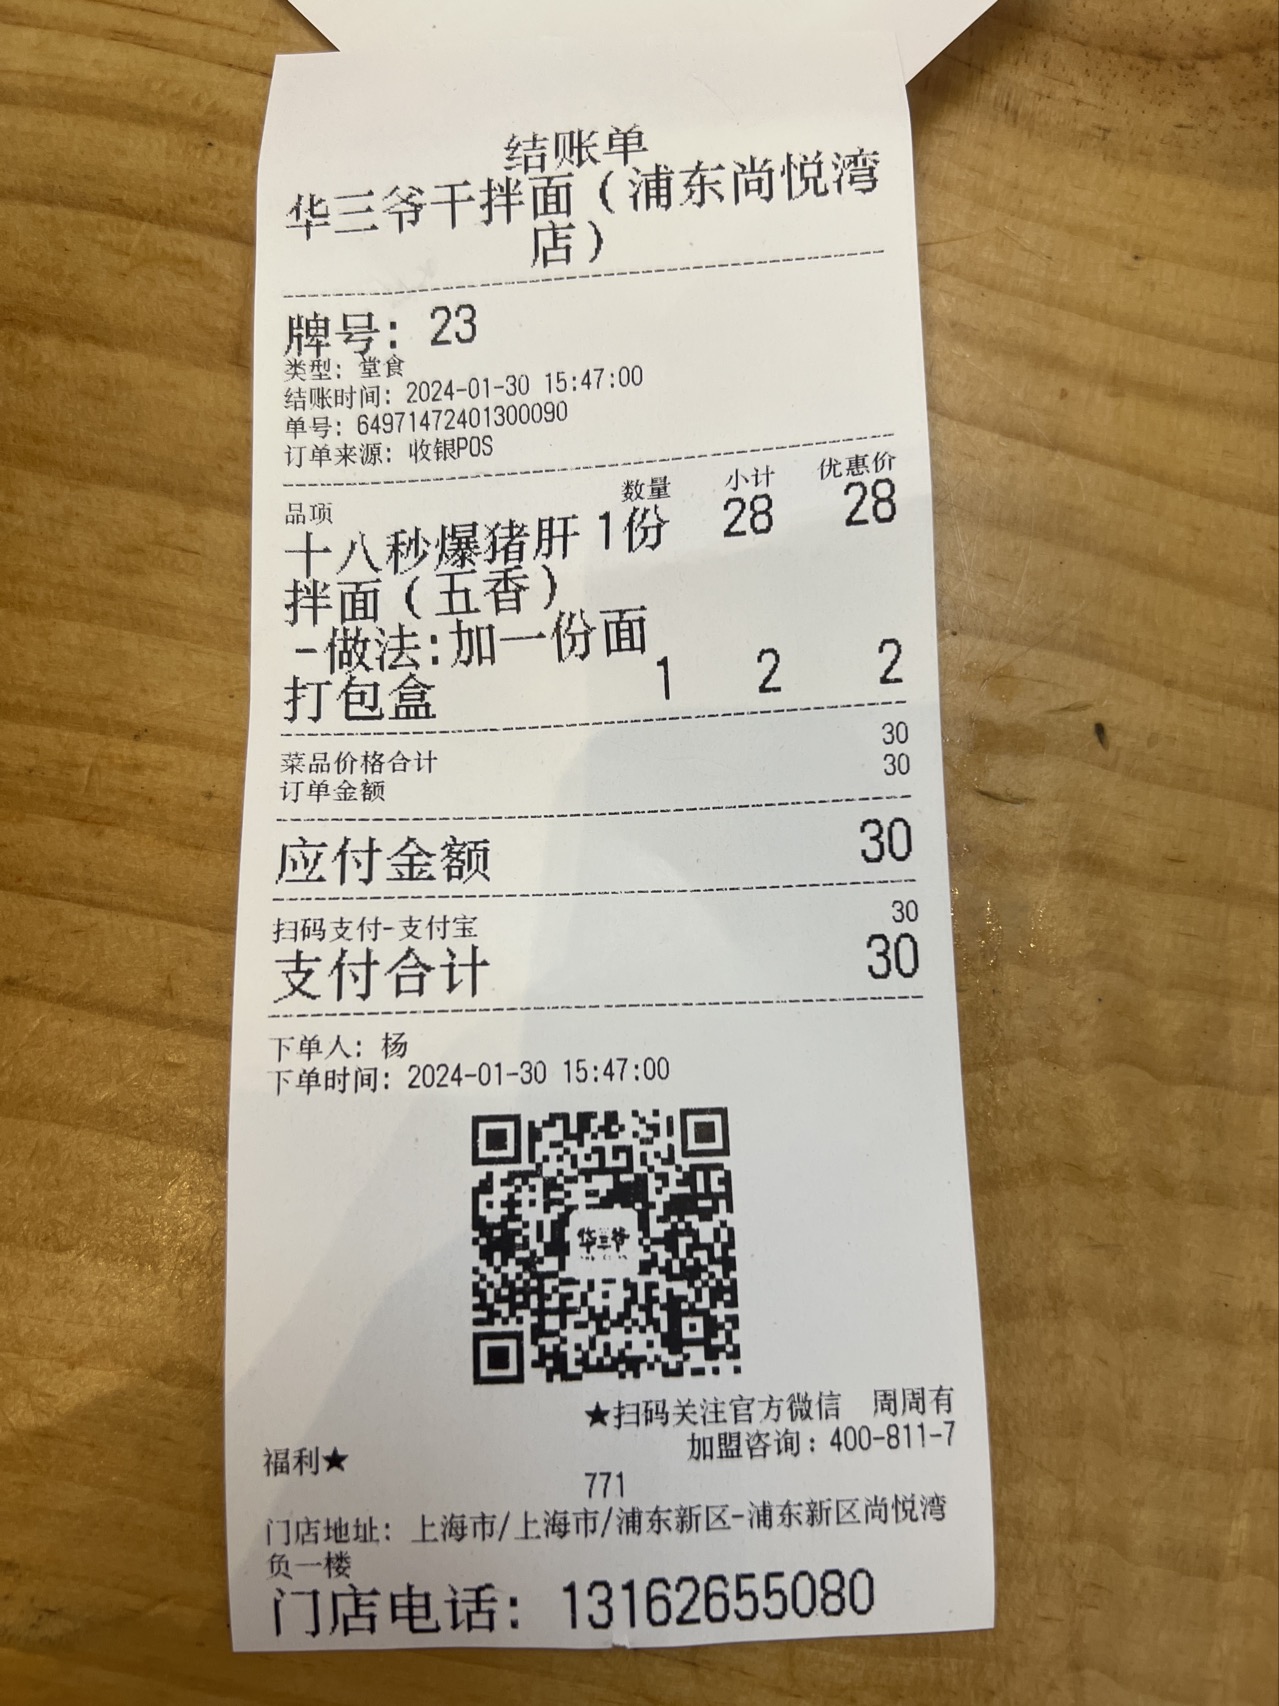 结账单
华三爷干拌面（浦东尚悦湾
店）
牌号: 23
类型: 堂食
结账时间: 2024-01-30 15:47:00
单号: 64971472401300090
订单来源: 收银POS
品项 数量 小计 优惠价
十八秒爆猪肝 1份 28 28
拌面（五香）
-做法:加一份面
打包盒 1 2 2
菜品价格合计 30
订单金额 30
应付金额 30
扫码支付-支付宝 30
支付合计 30
下单人: 杨
下单时间: 2024-01-30 15:47:00
华三爷
★扫码关注官方微信 周周有
福利★ 加盟咨询：400-811-7
771
门店地址: 上海市/上海市/浦东新区-浦东新区尚悦湾
负一楼
门店电话: 13162655080